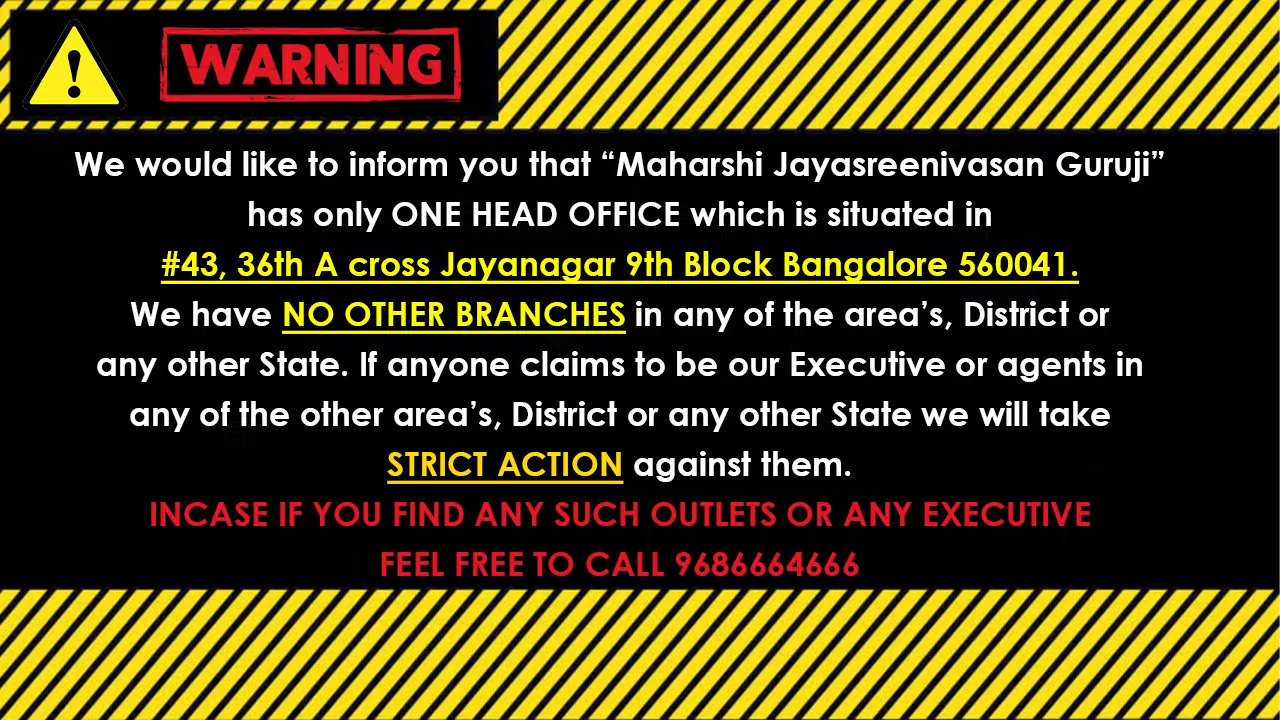 WARNING
We would like to inform you that “Maharshi Jayasreenivasan Guruji”
has only ONE HEAD OFFICE which is situated in
#43, 36th A cross Jayanagar 9th Block Bangalore 560041.
We have NO OTHER BRANCHES in any of the area’s, District or
any other State. If anyone claims to be our Executive or agents in
any of the other area’s, District or any other State we will take
STRICT ACTION against them.
INCASE IF YOU FIND ANY SUCH OUTLETS OR ANY EXECUTIVE
FEEL FREE TO CALL 9686664666